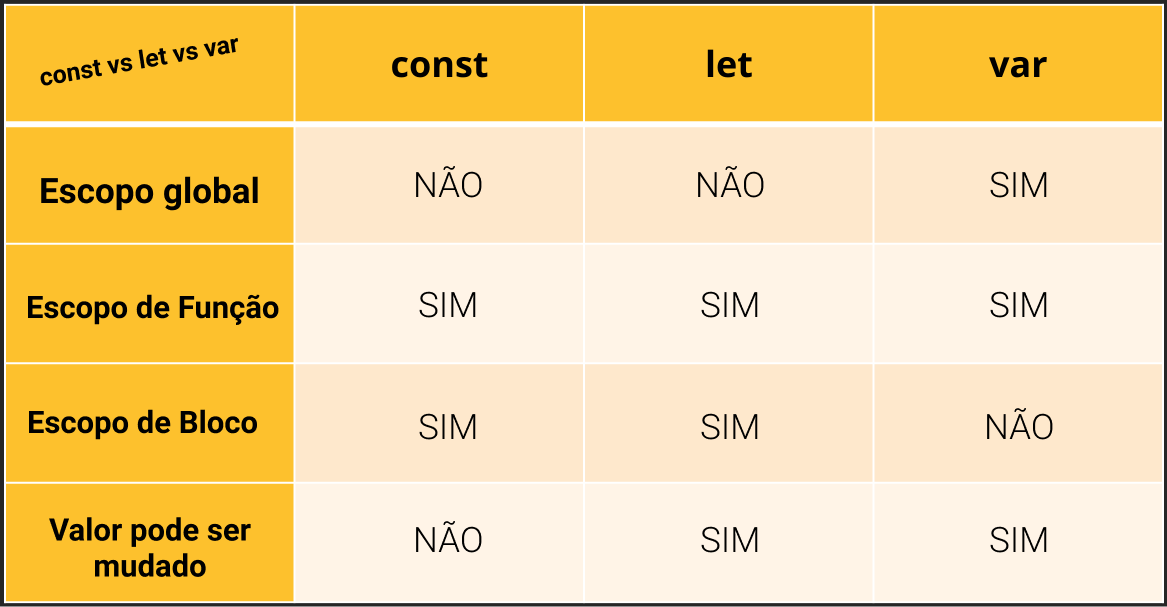 const vs let vs var
const
let
var
Escopo global
NÃO
NÃO
SIM
Escopo de Função
SIM
SIM
SIM
Escopo de Bloco
SIM
SIM
NÃO
Valor pode ser
mudado
NÃO
SIM
SIM